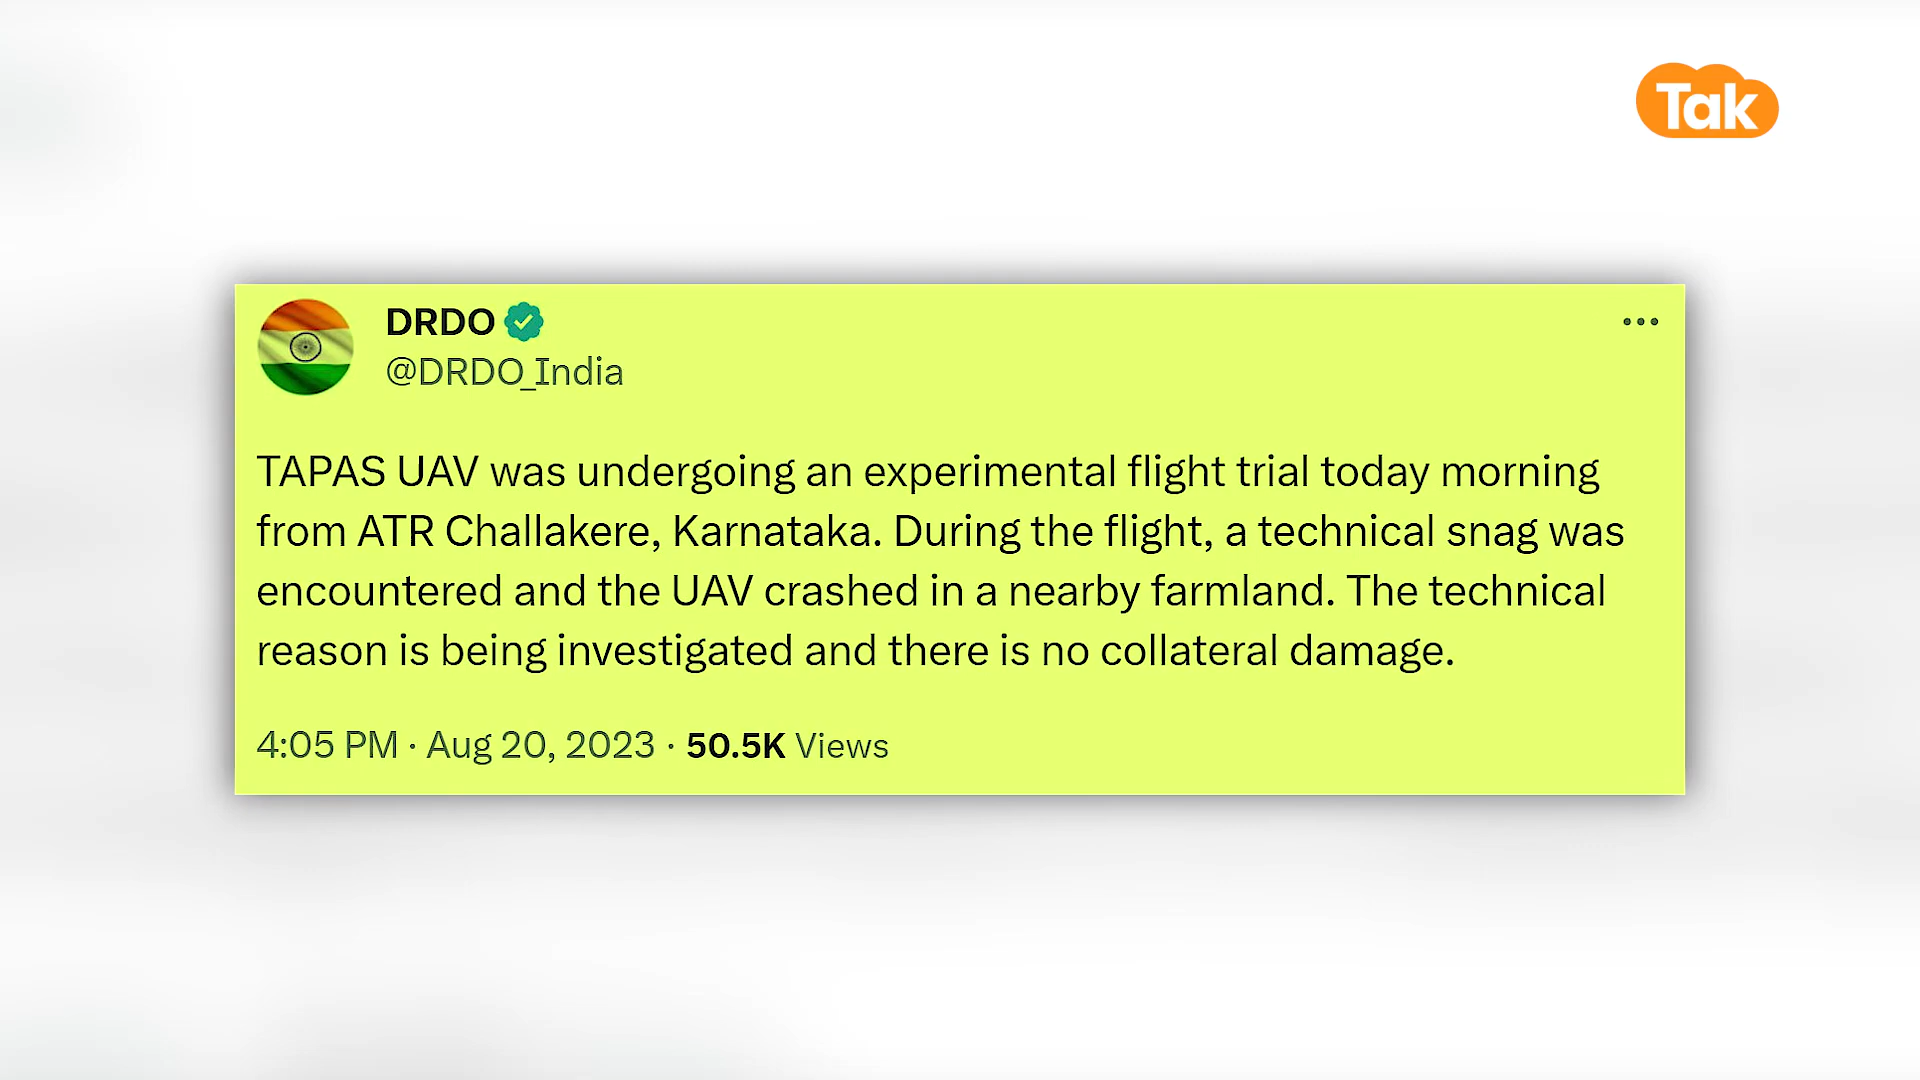 Tak
DRDO
@DRDO_India
TAPAS UAV was undergoing an experimental flight trial today morning
from ATR Challakere, Karnataka. During the flight, a technical snag was
encountered and the UAV crashed in a nearby farmland. The technical
reason is being investigated and there is no collateral damage.
4:05 PM · Aug 20, 2023 · 50.5K Views